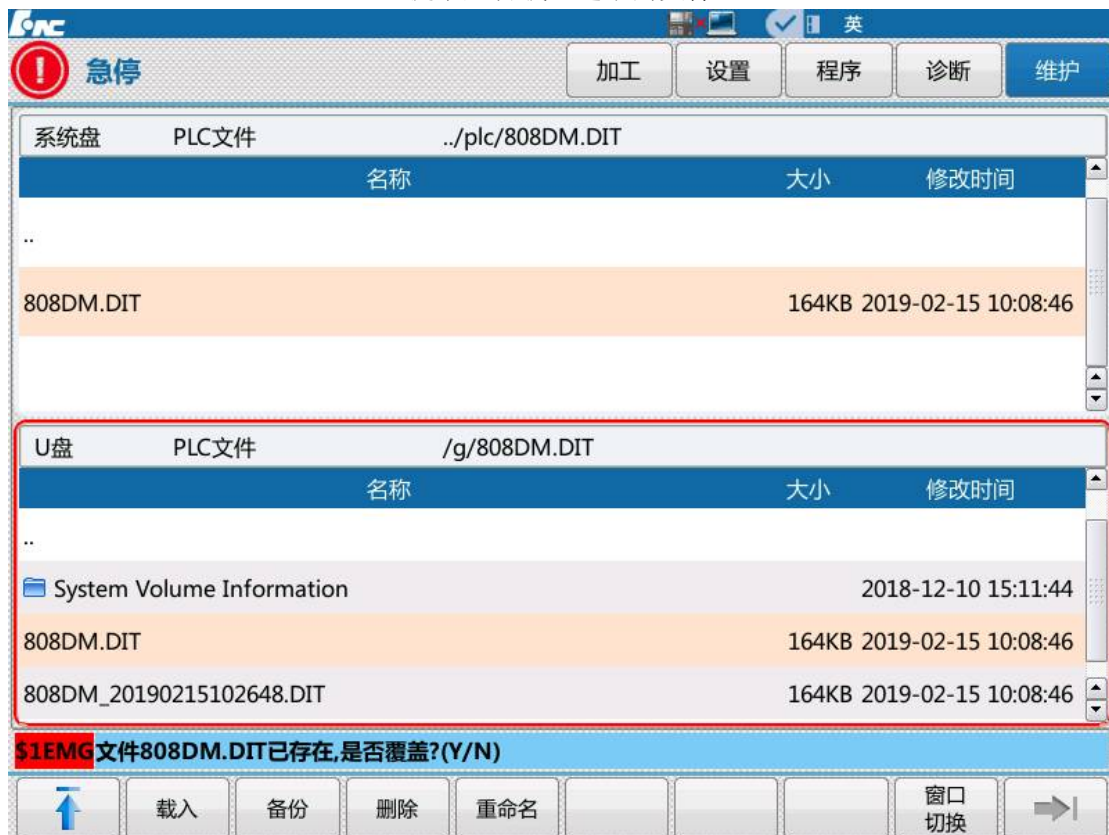 英
急停
加工 设置 程序 诊断 维护
系统盘 PLC文件 ../plc/808DM.DIT
名称 大小 修改时间
..
808DM.DIT 164KB 2019-02-15 10:08:46
U盘 PLC文件 /g/808DM.DIT
名称 大小 修改时间
..
System Volume Information 2018-12-10 15:11:44
808DM.DIT 164KB 2019-02-15 10:08:46
808DM_20190215102648.DIT 164KB 2019-02-15 10:08:46
$1EMG文件808DM.DIT已存在,是否覆盖?(Y/N)
载入 备份 删除 重命名 窗口
切换